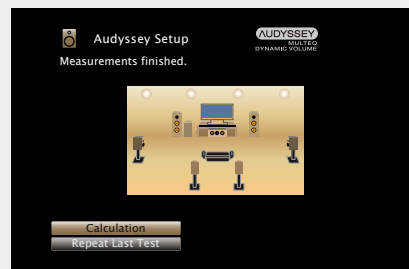 Audyssey Setup
AUDYSSEY
MULTEQ
DYNAMIC VOLUME
Measurements finished.
Calculation
Repeat Last Test